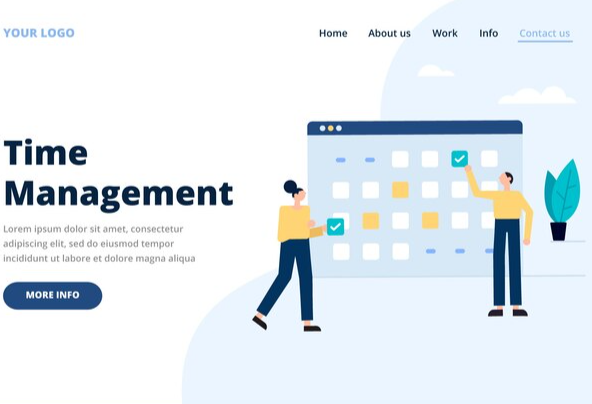 YOUR LOGO
Home
About us
Work
Info
Contact us
Time
Management
Lorem ipsum dolor sit amet, consectetur
adipiscing elit, sed do eiusmod tempor
incididunt ut labore et dolore magna aliqua
MORE INFO